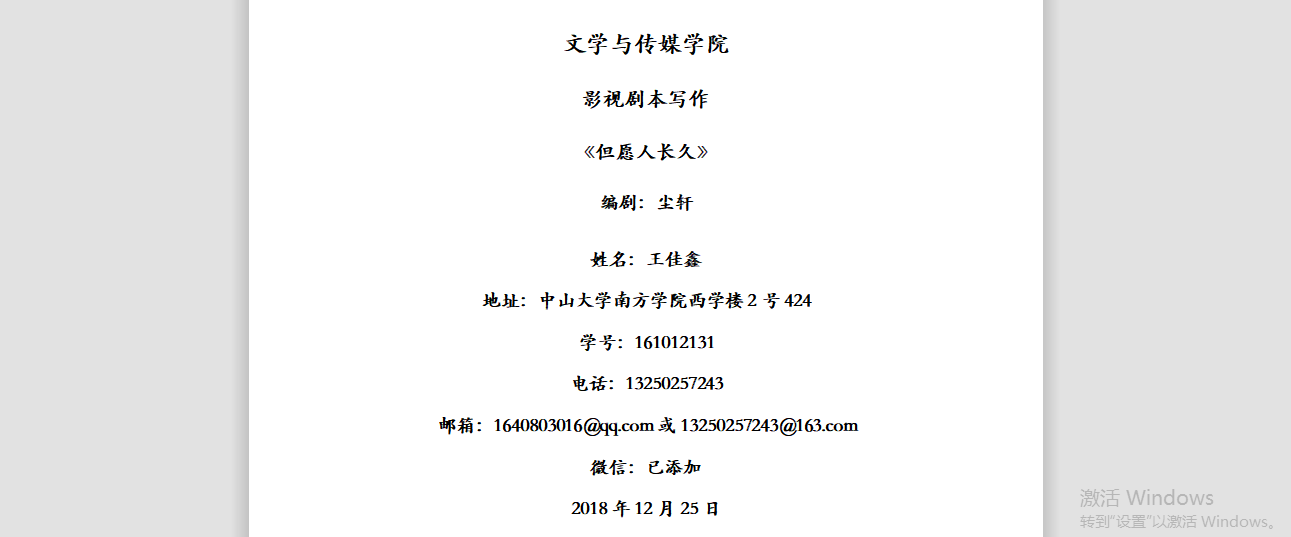 文学与传媒学院
影视剧本写作
《但愿人长久》
编剧：尘轩
姓名：王佳鑫
地址：中山大学南方学院西学楼 2 号 424
学号：161012131
电话：13250257243
邮箱：1640803016@qq.com 或 13250257243@163.com
微信：已添加
2018 年 12 月 25 日
激活 Windows
转到“设置”以激活 Windows。